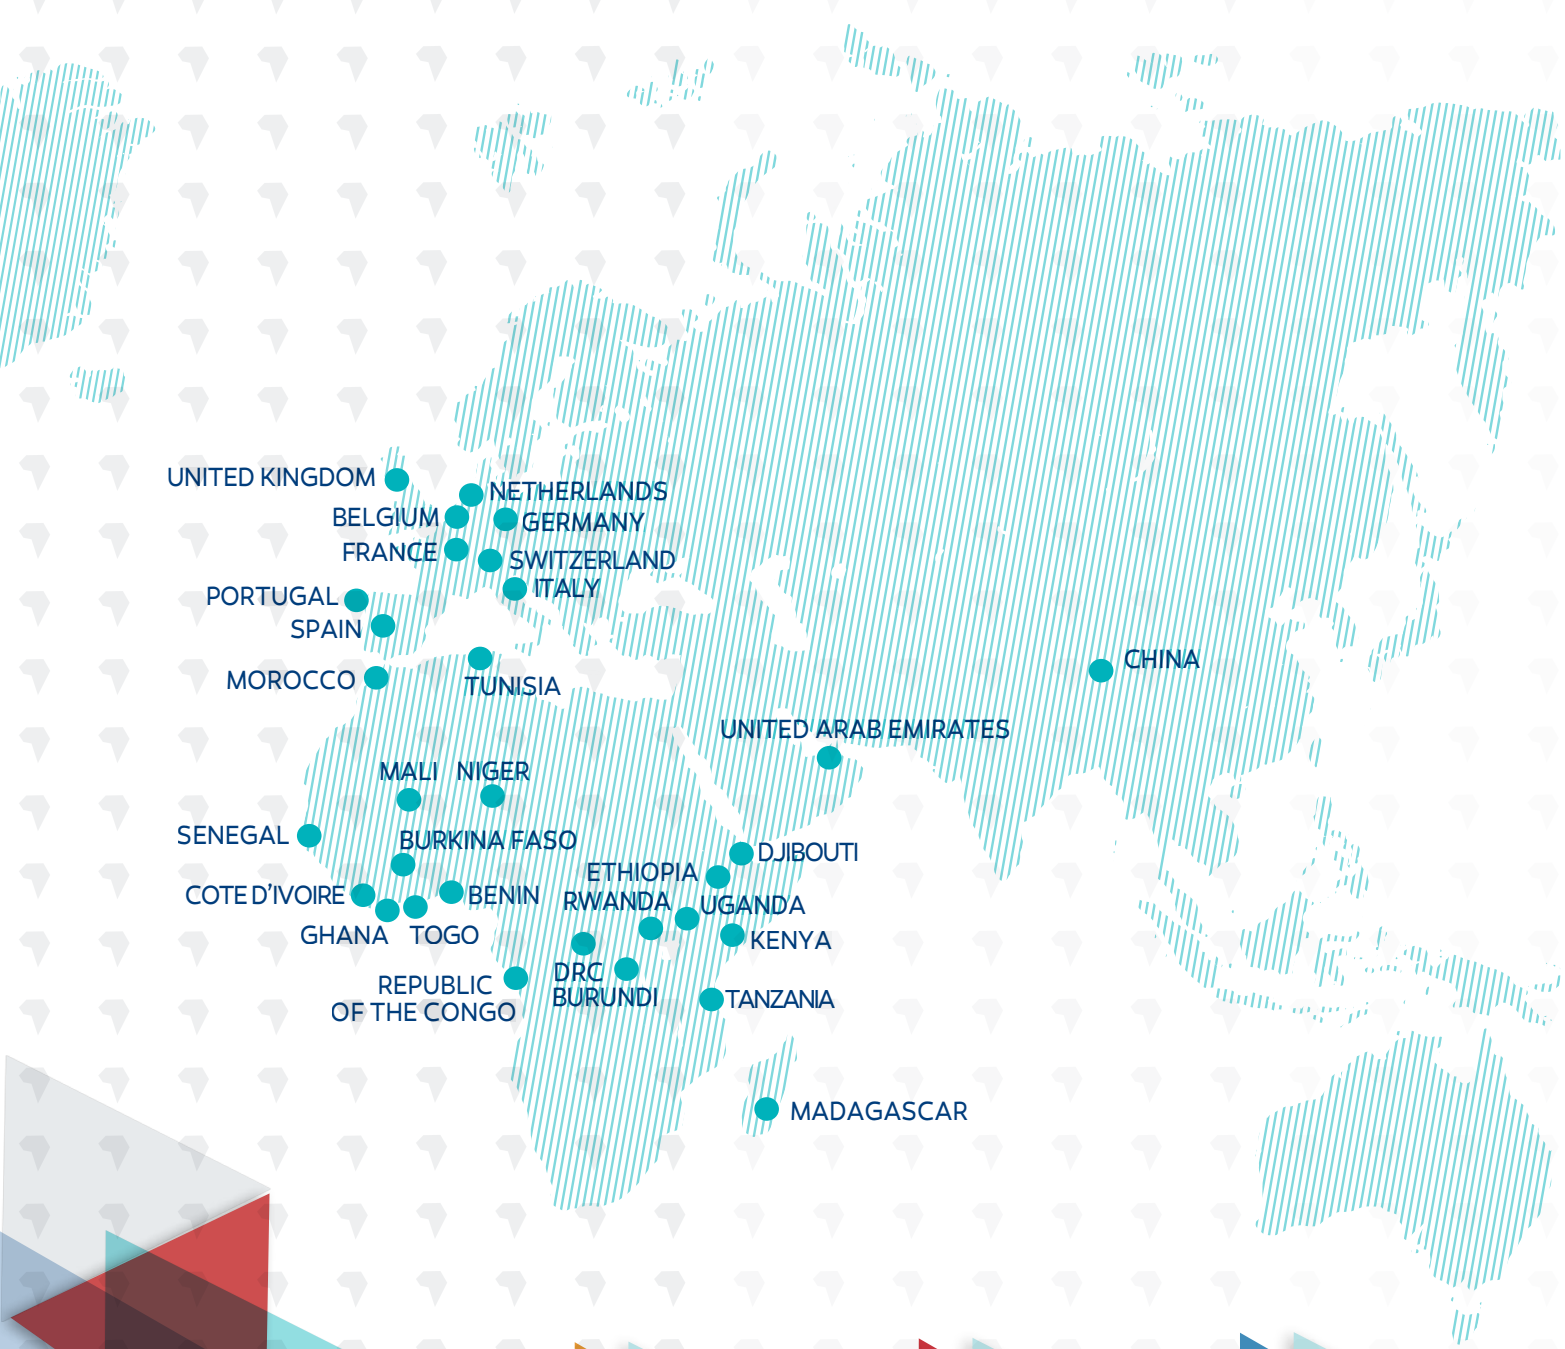 UNITED KINGDOM
NETHERLANDS
BELGIUM
GERMANY
FRANCE
SWITZERLAND
ITALY
PORTUGAL
SPAIN
MOROCCO
TUNISIA
CHINA
UNITED ARAB EMIRATES
MALI
NIGER
SENEGAL
BURKINA FASO
DJIBOUTI
ETHIOPIA
COTE D'IVOIRE
BENIN
RWANDA
UGANDA
GHANA
TOGO
KENYA
REPUBLIC
OF THE CONGO
DRC
BURUNDI
TANZANIA
MADAGASCAR